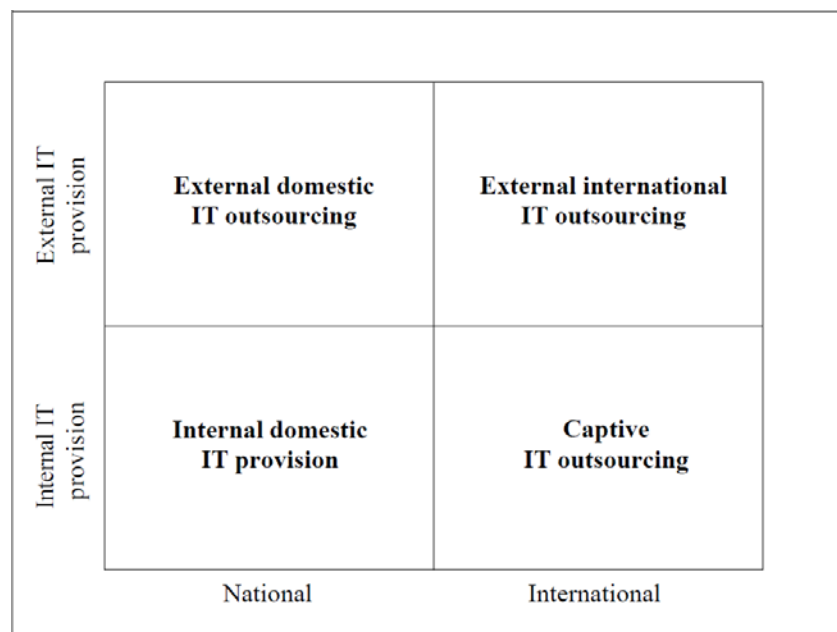 External IT
provision
External domestic
IT outsourcing
External international
IT outsourcing
Internal IT
provision
Internal domestic
IT provision
Captive
IT outsourcing
National
International